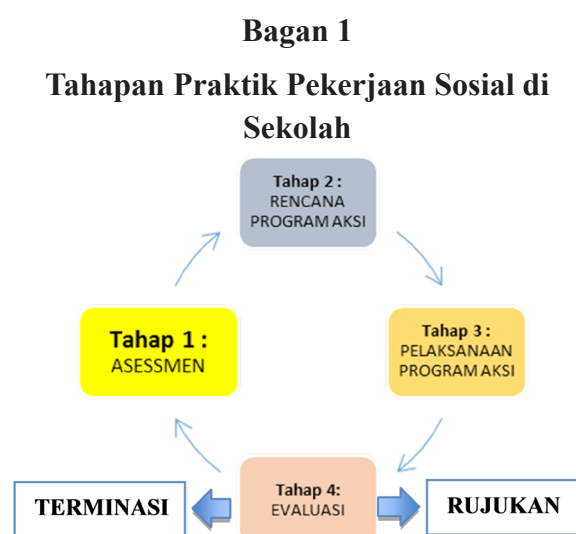 Bagan 1
Tahapan Praktik Pekerjaan Sosial di
Sekolah
Tahap 2 :
RENCANA
PROGRAM AKSI
Tahap 1 :
ASESSMEN
Tahap 3 :
PELAKSANAAN
PROGRAM AKSI
TERMINASI
Tahap 4:
EVALUASI
RUJUKAN